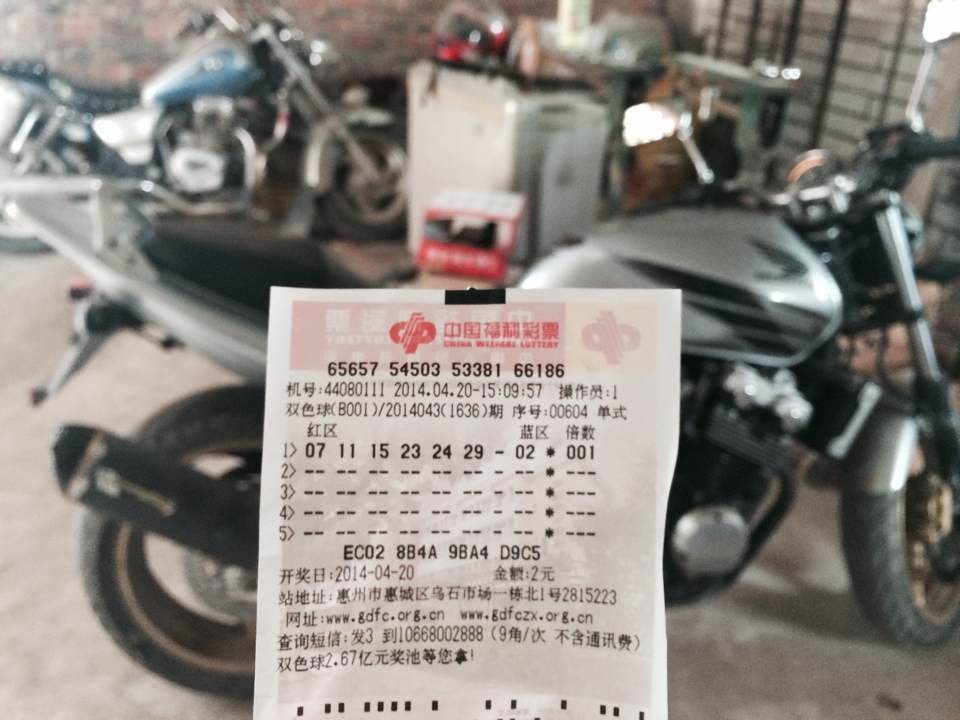 中国福利彩票
CHINA WELFARE LOTTERY
65657 54503 53381 66186
机号:44080111 2014.04.20-15:09:57 操作员:1
双色球(B001)/2014043(1636)期 序号:00604 单式
红区 蓝区 倍数
1> 07 11 15 23 24 29 - 02 * 001
2> -- -- -- -- -- -- - -- * ---
3> -- -- -- -- -- -- - -- * ---
4> -- -- -- -- -- -- - -- * ---
5> -- -- -- -- -- -- - -- * ---
EC02 8B4A 9BA4 D9C5
开奖日:2014-04-20 金额:2元
站地址:惠州市惠城区乌石市场一栋北1号2815223
网址:www.gdfc.org.cn www.gdfczx.org.cn
查询短信:发3 到10668002888(9角/次 不含通讯费)
双色球2.67亿元奖池等您拿!